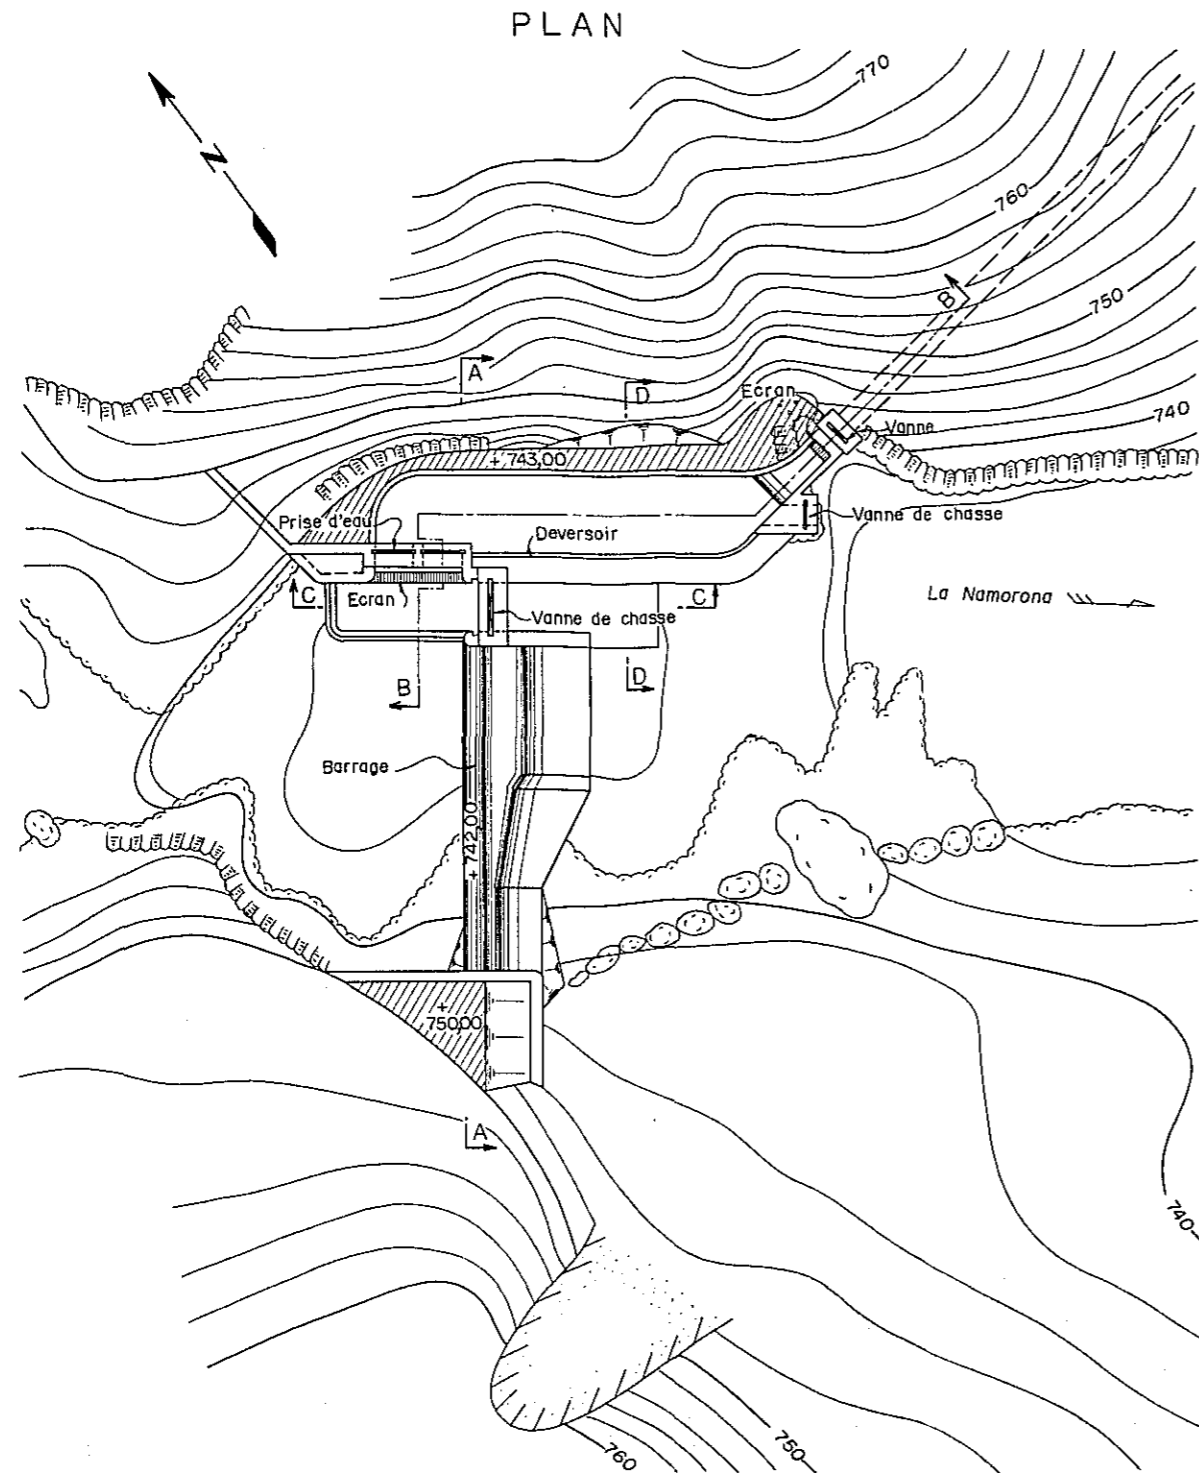 PLAN
770
N
760
B
750
A
D
Ecran
740
Vanne
+ 743,00
Vanne de chasse
Prise d'eau
Deversoir
C
Ecran
C
La Namorona
Vanne de chasse
B
D
Barrage
+ 742,00
+
750,00
A
740
750
760